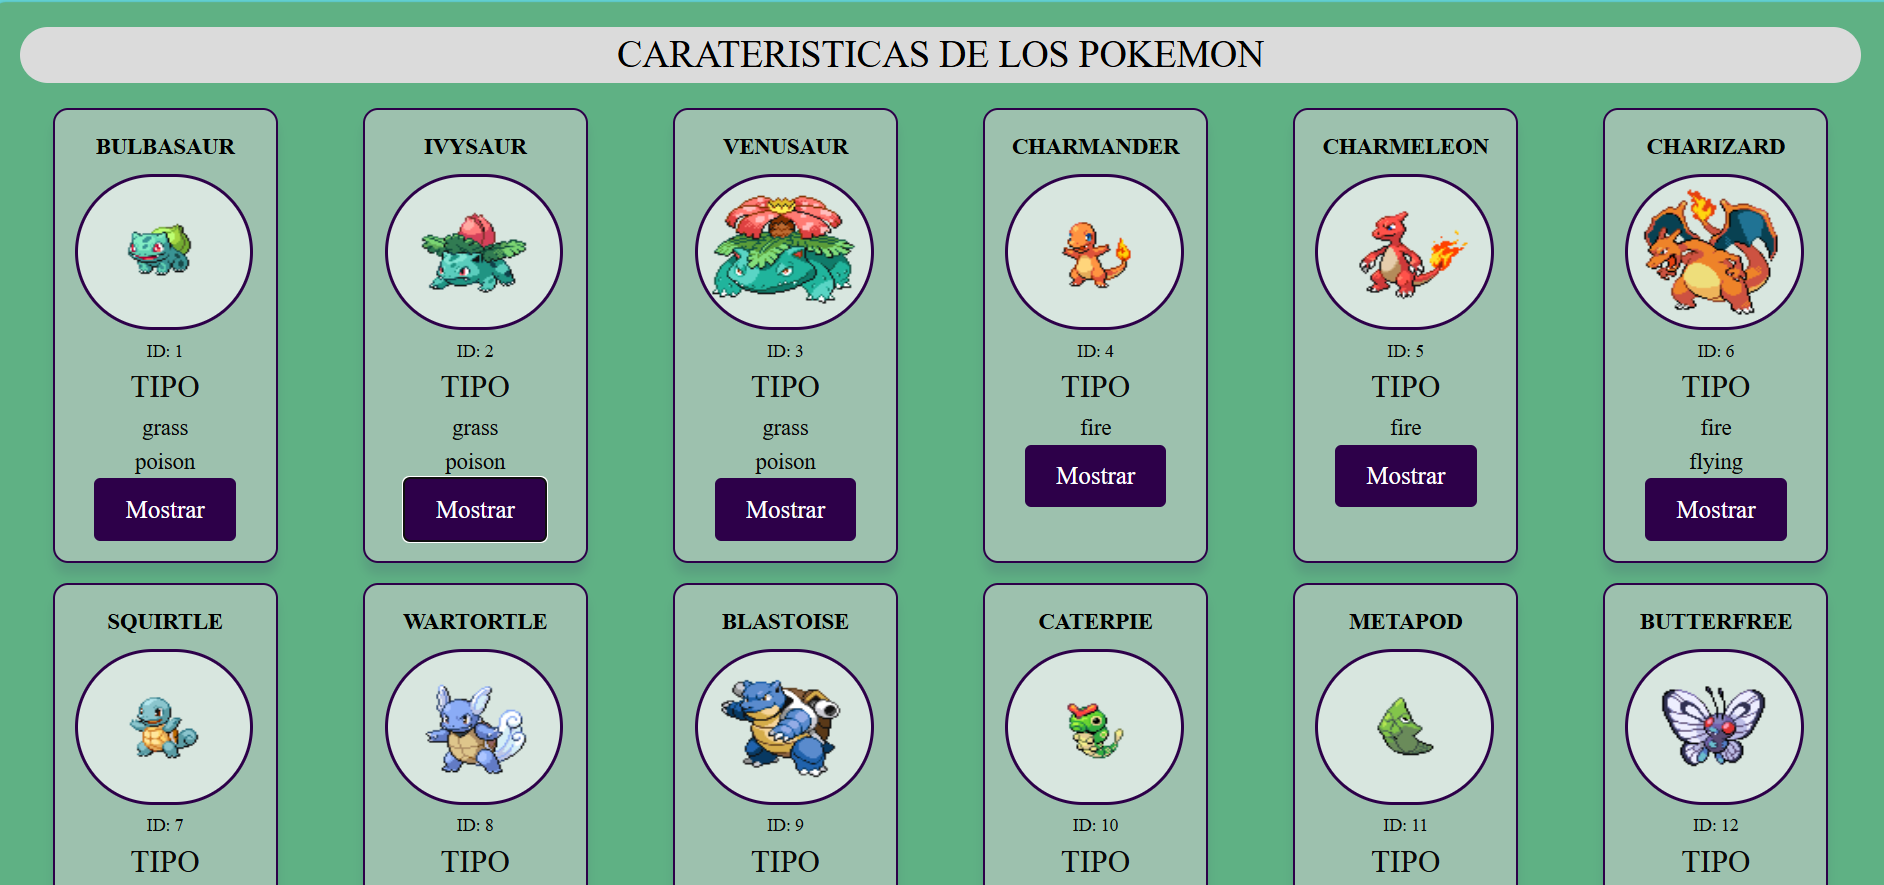 CARATERISTICAS DE LOS POKEMON
BULBASAUR
ID: 1
TIPO
grass
poison
Mostrar
IVYSAUR
ID: 2
TIPO
grass
poison
Mostrar
VENUSAUR
ID: 3
TIPO
grass
poison
Mostrar
CHARMANDER
ID: 4
TIPO
fire
Mostrar
CHARMELEON
ID: 5
TIPO
fire
Mostrar
CHARIZARD
ID: 6
TIPO
fire
flying
Mostrar
SQUIRTLE
ID: 7
TIPO
WARTORTLE
ID: 8
TIPO
BLASTOISE
ID: 9
TIPO
CATERPIE
ID: 10
TIPO
METAPOD
ID: 11
TIPO
BUTTERFREE
ID: 12
TIPO